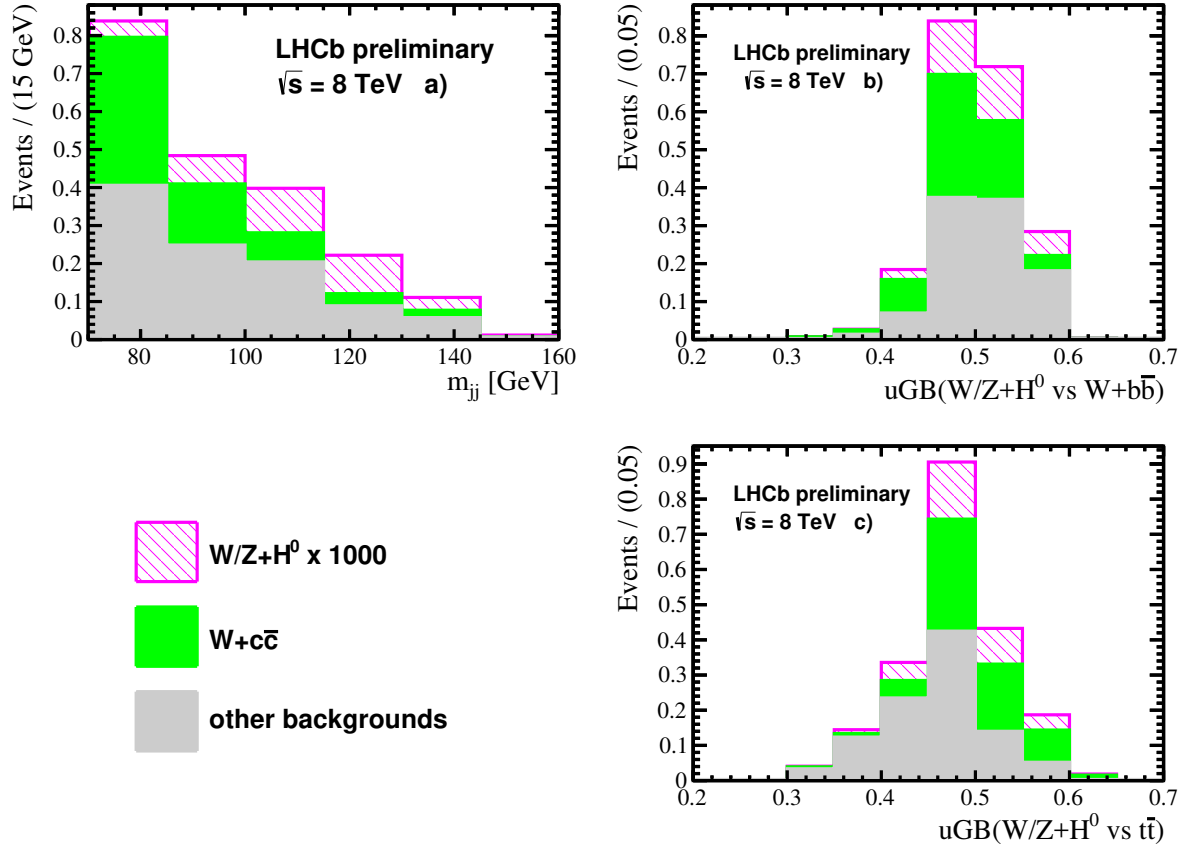 Events / (15 GeV)
0.8
0.7
0.6
0.5
0.4
0.3
0.2
0.1
0
LHCb preliminary
√s = 8 TeV a)
80 100 120 140 160
m_jj [GeV]
Events / (0.05)
0.8
0.7
0.6
0.5
0.4
0.3
0.2
0.1
0
LHCb preliminary
√s = 8 TeV b)
0.2 0.3 0.4 0.5 0.6 0.7
uGB(W/Z+H⁰ vs W+bb̅)
W/Z+H⁰ x 1000
W+cc̅
other backgrounds
Events / (0.05)
0.9
0.8
0.7
0.6
0.5
0.4
0.3
0.2
0.1
0
LHCb preliminary
√s = 8 TeV c)
0.2 0.3 0.4 0.5 0.6 0.7
uGB(W/Z+H⁰ vs tt̅)